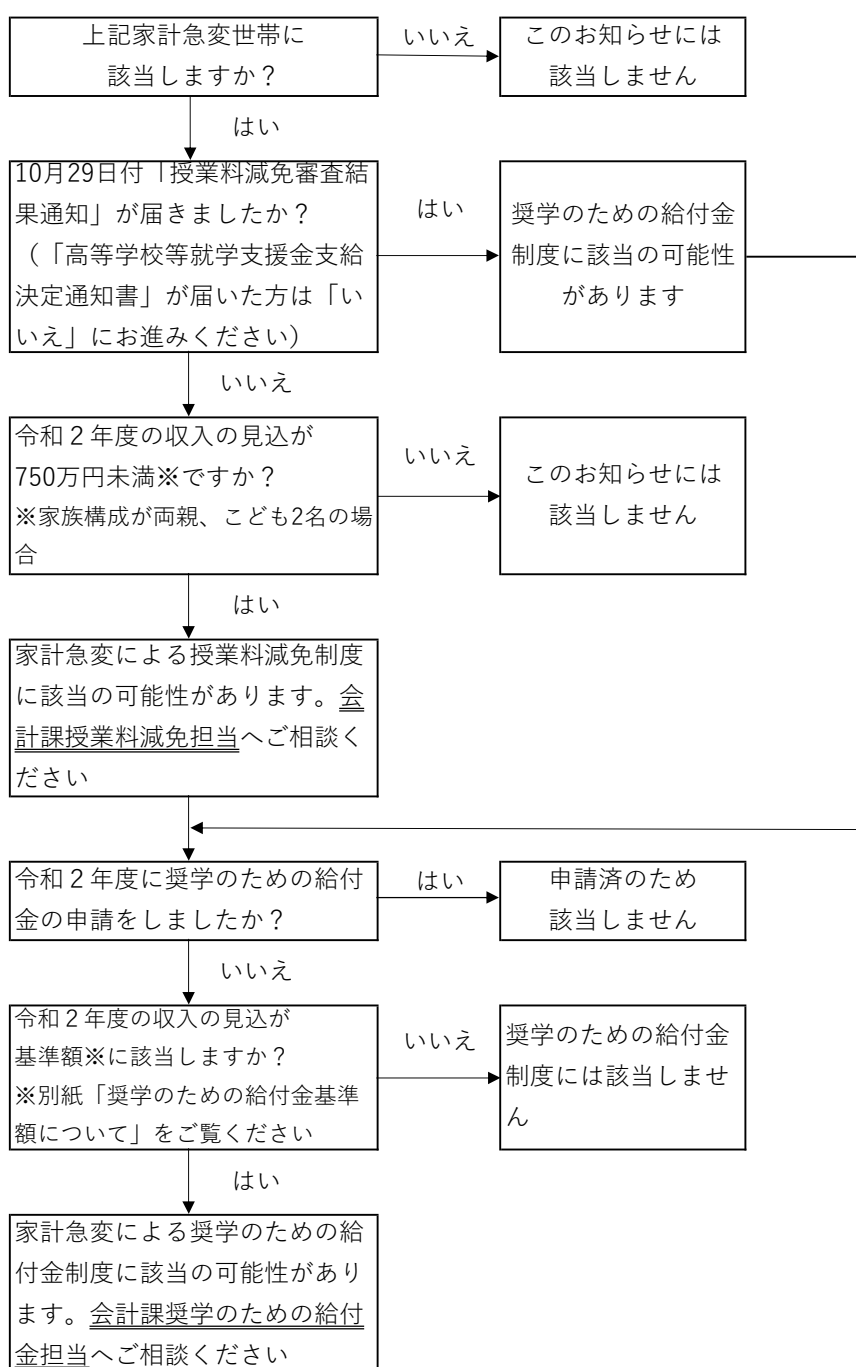 上記家計急変世帯に
該当しますか？
いいえ
このお知らせには
該当しません
はい
10月29日付「授業料減免審査結
果通知」が届きましたか？
（「高等学校等就学支援金支給
決定通知書」が届いた方は「い
いえ」にお進みください）
はい
奨学のための給付金
制度に該当の可能性
があります
いいえ
令和２年度の収入の見込が
750万円未満※ですか？
※家族構成が両親、こども2名の場
合
いいえ
このお知らせには
該当しません
はい
家計急変による授業料減免制度
に該当の可能性があります。会
計課授業料減免担当へご相談く
ださい
令和２年度に奨学のための給付
金の申請をしましたか？
はい
申請済のため
該当しません
いいえ
令和２年度の収入の見込が
基準額※に該当しますか？
※別紙「奨学のための給付金基準
額について」をご覧ください
いいえ
奨学のための給付金
制度には該当しませ
ん
はい
家計急変による奨学のための給
付金制度に該当の可能性があり
ます。会計課奨学のための給付
金担当へご相談ください